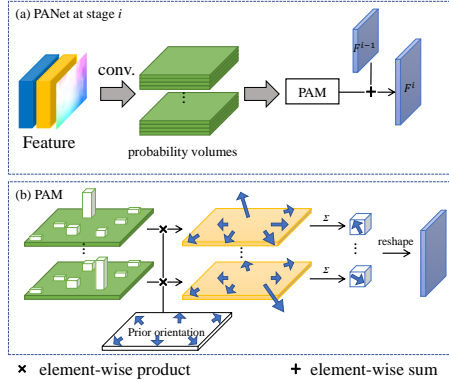 (a) PANet at stage i
conv.
F^{i-1}
PAM
F^i
Feature
probability volumes
(b) PAM
Σ
reshape
Σ
Prior orientation
× element-wise product
+ element-wise sum